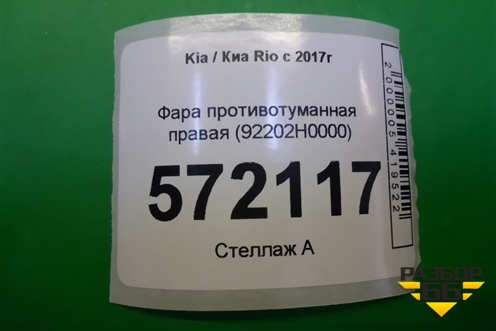 Kia / Киа Rio с 2017г
Фара противотуманная
правая (92202H0000)
572117
Стеллаж А
2000005419522
РАЗБОР
66